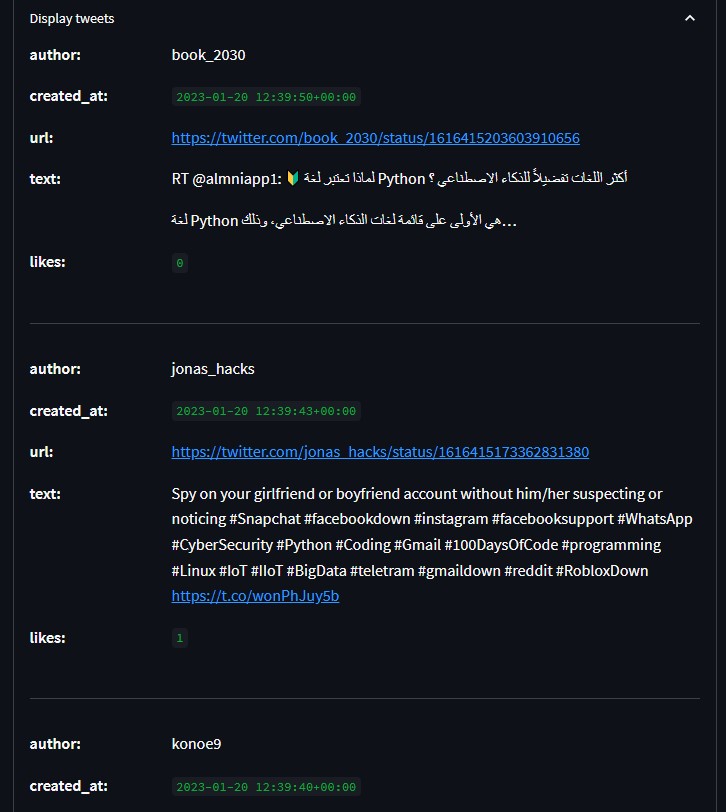 Display tweets
author: book_2030
created_at: 2023-01-20 12:39:50+00:00
url: https://twitter.com/book_2030/status/1616415203603910656
text: RT @almniapp1: 🔰 لماذا تعتبر لغة Python أكثر اللغات تفضيلاً للذكاء الاصطناعي ؟
لغة Python هي الأولى على قائمة لغات الذكاء الاصطناعي، وذلك…
likes: 0
author: jonas_hacks
created_at: 2023-01-20 12:39:43+00:00
url: https://twitter.com/jonas_hacks/status/1616415173362831380
text: Spy on your girlfriend or boyfriend account without him/her suspecting or
noticing #Snapchat #facebookdown #instagram #facebooksupport #WhatsApp
#CyberSecurity #Python #Coding #Gmail #100DaysOfCode #programming
#Linux #IoT #IIoT #BigData #teletram #gmaildown #reddit #RobloxDown
https://t.co/wonPhJuy5b
likes: 1
author: konoe9
created_at: 2023-01-20 12:39:40+00:00